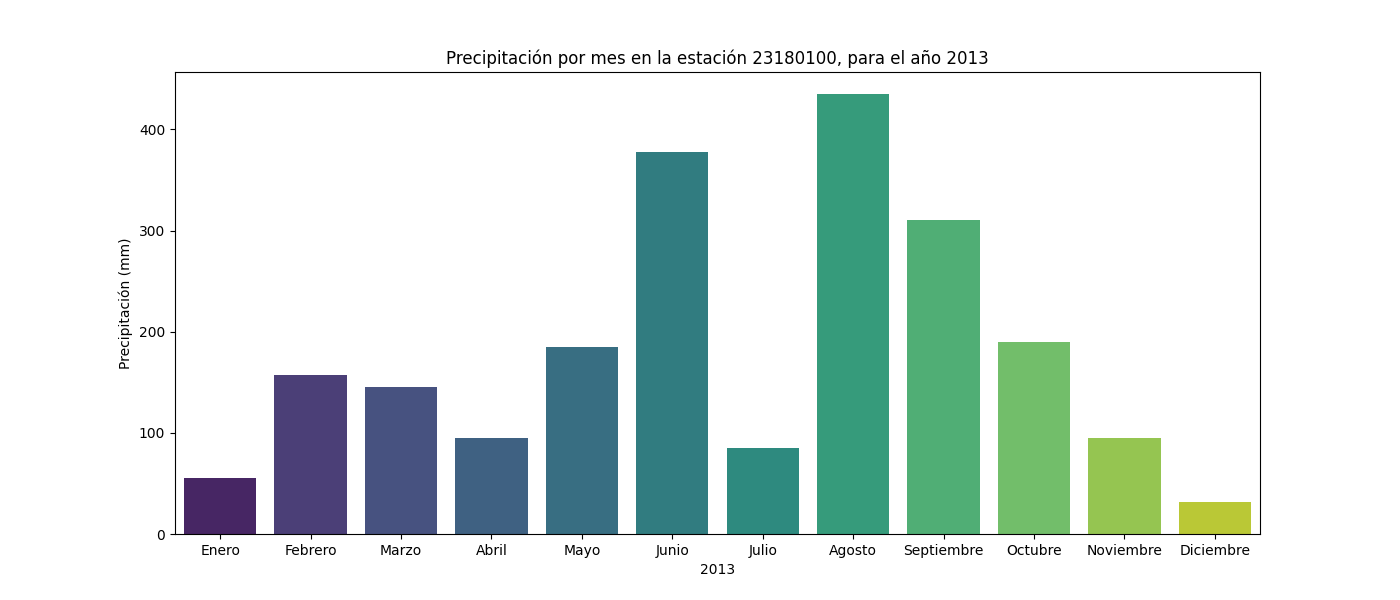 Precipitación por mes en la estación 23180100, para el año 2013
Precipitación (mm)
400
300
200
100
0
Enero Febrero Marzo Abril Mayo Junio Julio Agosto Septiembre Octubre Noviembre Diciembre
2013